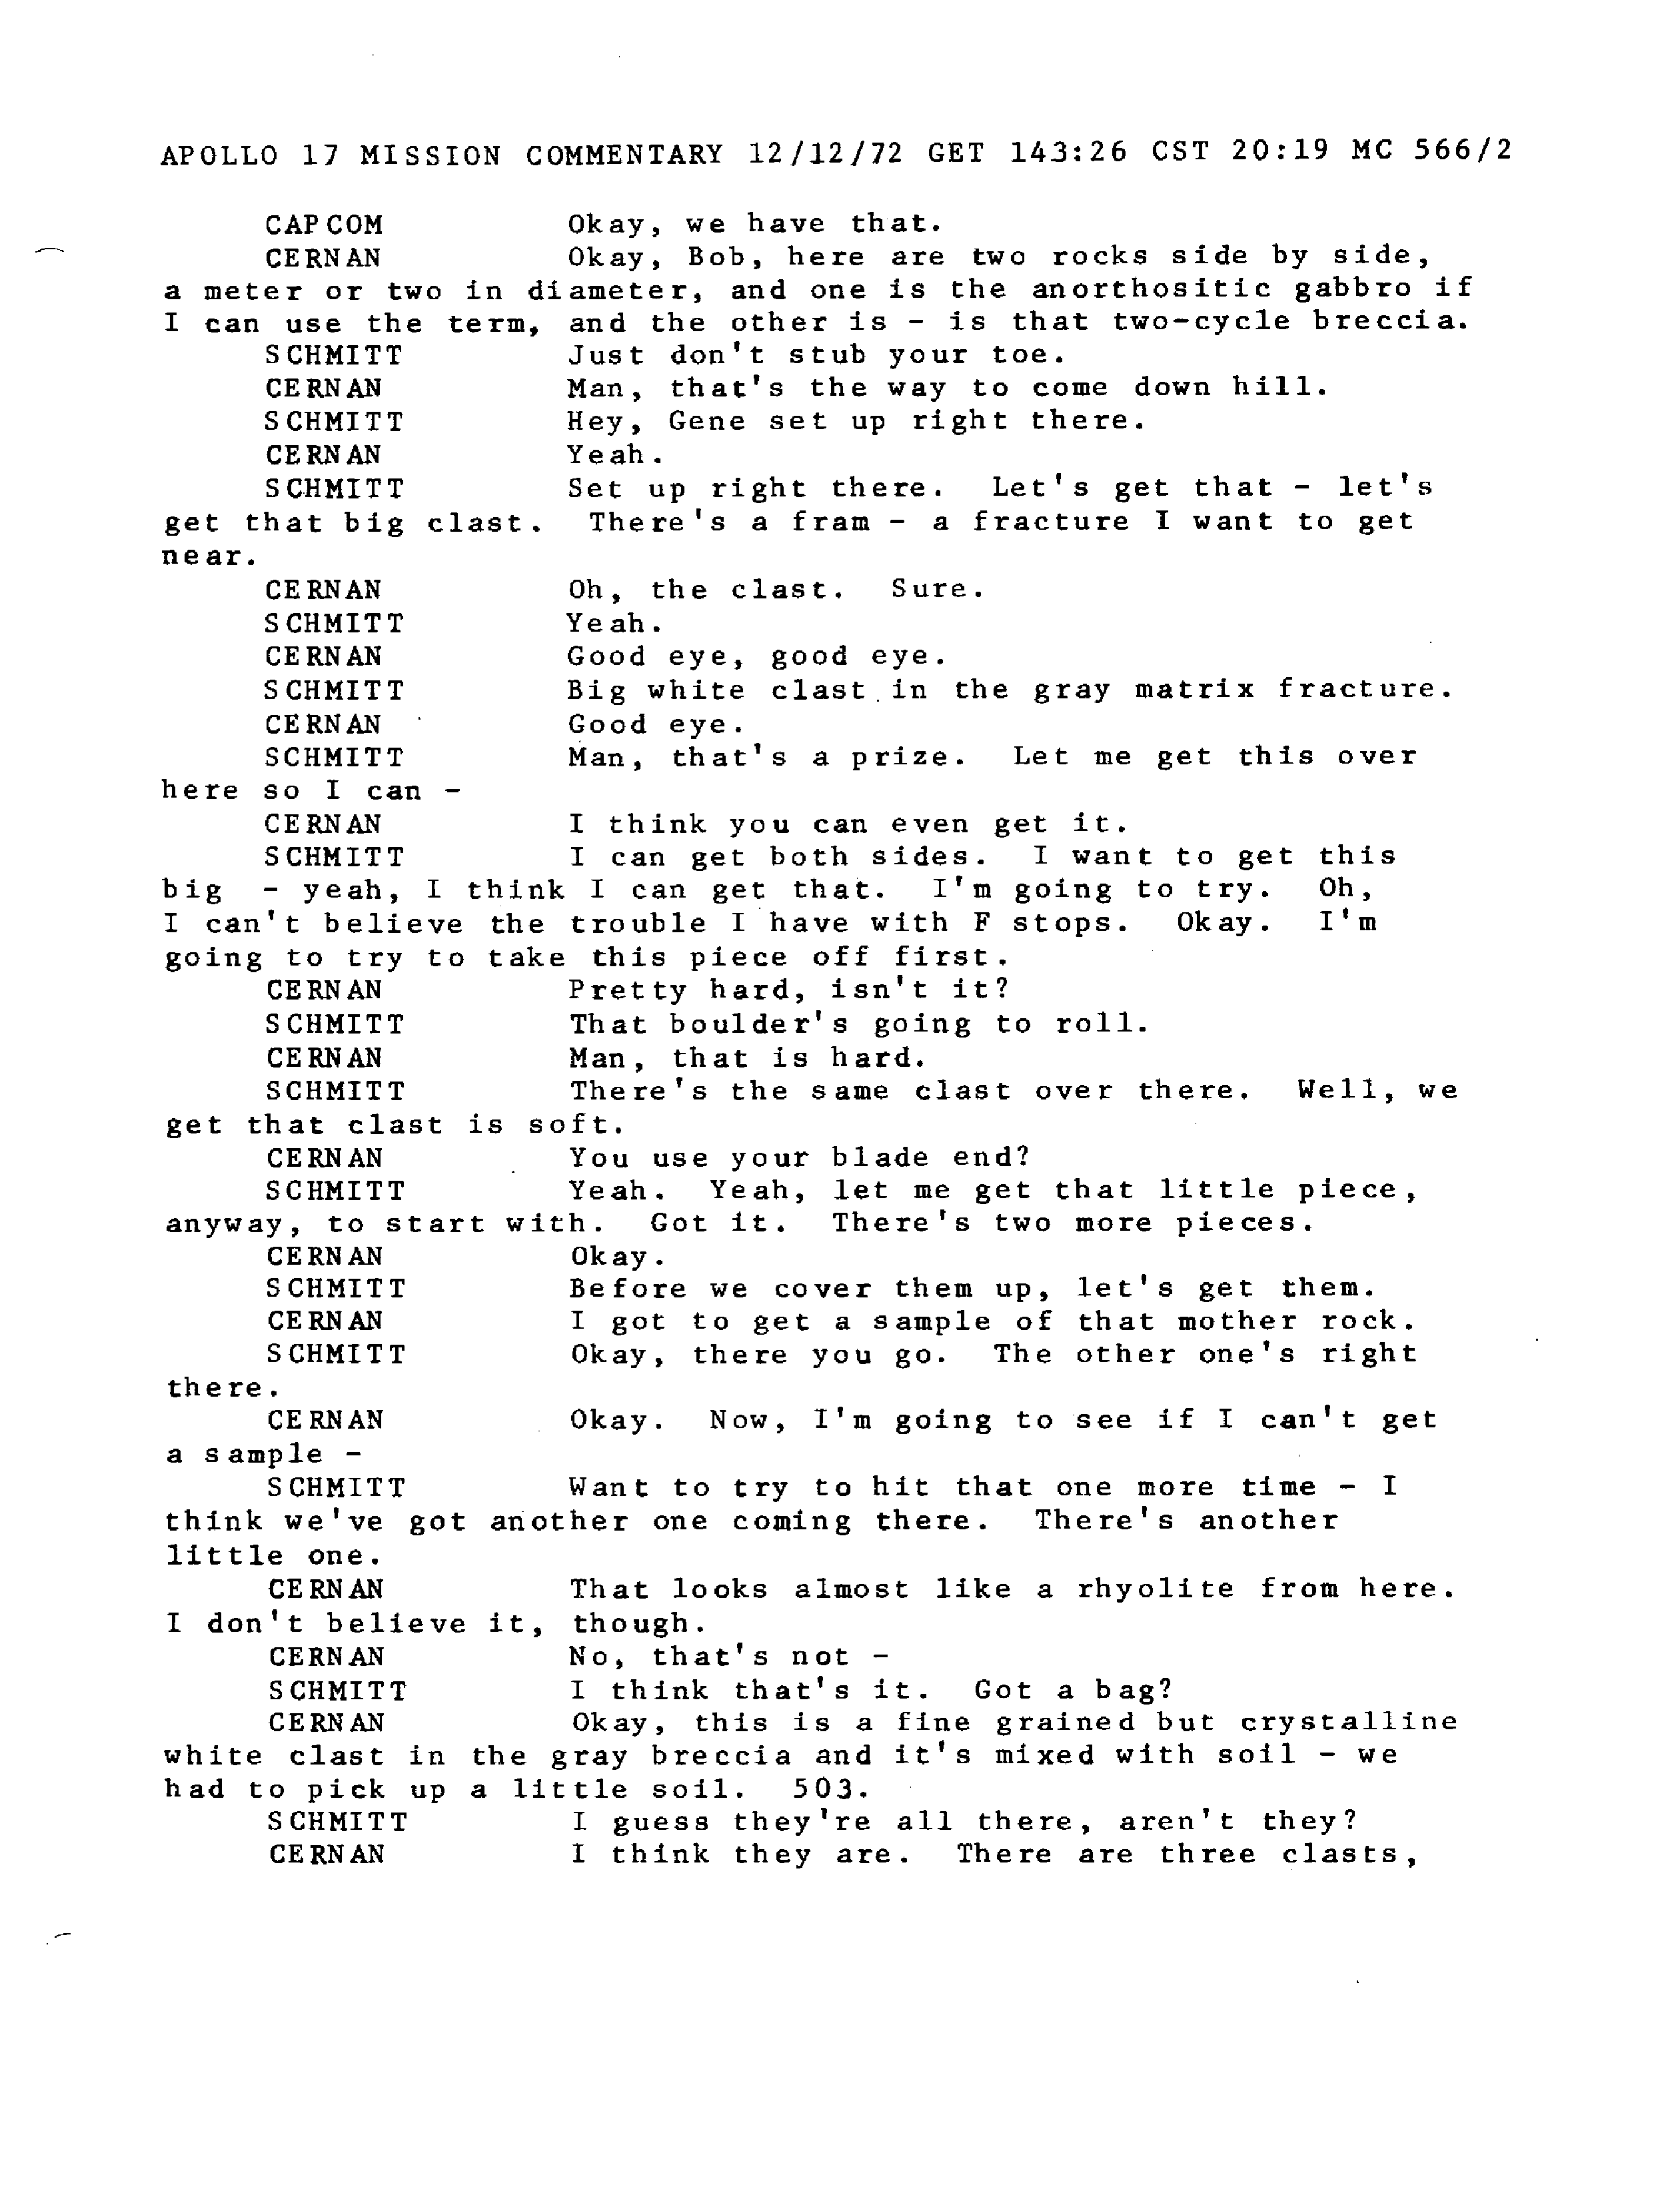 APOLLO 17 MISSION COMMENTARY 12/12/72 GET 143:26 CST 20:19 MC 566/2
CAPCOM Okay, we have that.
CERNAN Okay, Bob, here are two rocks side by side,
a meter or two in diameter, and one is the anorthositic gabbro if
I can use the term, and the other is - is that two-cycle breccia.
SCHMITT Just don't stub your toe.
CERNAN Man, that's the way to come down hill.
SCHMITT Hey, Gene set up right there.
CERNAN Yeah.
SCHMITT Set up right there. Let's get that - let's
get that big clast. There's a fram - a fracture I want to get
near.
CERNAN Oh, the clast. Sure.
SCHMITT Yeah.
CERNAN Good eye, good eye.
SCHMITT Big white clast in the gray matrix fracture.
CERNAN Good eye.
SCHMITT Man, that's a prize. Let me get this over
here so I can -
CERNAN I think you can even get it.
SCHMITT I can get both sides. I want to get this
big - yeah, I think I can get that. I'm going to try. Oh,
I can't believe the trouble I have with F stops. Okay. I'm
going to try to take this piece off first.
CERNAN Pretty hard, isn't it?
SCHMITT That boulder's going to roll.
CERNAN Man, that is hard.
SCHMITT There's the same clast over there. Well, we
get that clast is soft.
CERNAN You use your blade end?
SCHMITT Yeah. Yeah, let me get that little piece,
anyway, to start with. Got it. There's two more pieces.
CERNAN Okay.
SCHMITT Before we cover them up, let's get them.
CERNAN I got to get a sample of that mother rock.
SCHMITT Okay, there you go. The other one's right
there.
CERNAN Okay. Now, I'm going to see if I can't get
a sample -
SCHMITT Want to try to hit that one more time - I
think we've got another one coming there. There's another
little one.
CERNAN That looks almost like a rhyolite from here.
I don't believe it, though.
CERNAN No, that's not -
SCHMITT I think that's it. Got a bag?
CERNAN Okay, this is a fine grained but crystalline
white clast in the gray breccia and it's mixed with soil - we
had to pick up a little soil. 503.
SCHMITT I guess they're all there, aren't they?
CERNAN I think they are. There are three clasts,